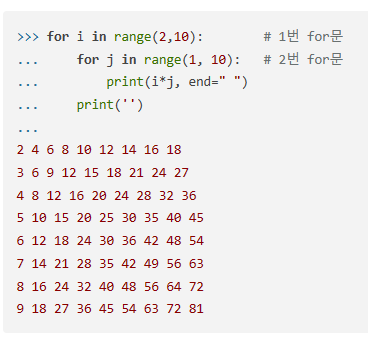 >>> for i in range(2,10):        # 1번 for문
...     for j in range(1, 10):   # 2번 for문
...         print(i*j, end=" ")
...     print('')
...
2 4 6 8 10 12 14 16 18
3 6 9 12 15 18 21 24 27
4 8 12 16 20 24 28 32 36
5 10 15 20 25 30 35 40 45
6 12 18 24 30 36 42 48 54
7 14 21 28 35 42 49 56 63
8 16 24 32 40 48 56 64 72
9 18 27 36 45 54 63 72 81